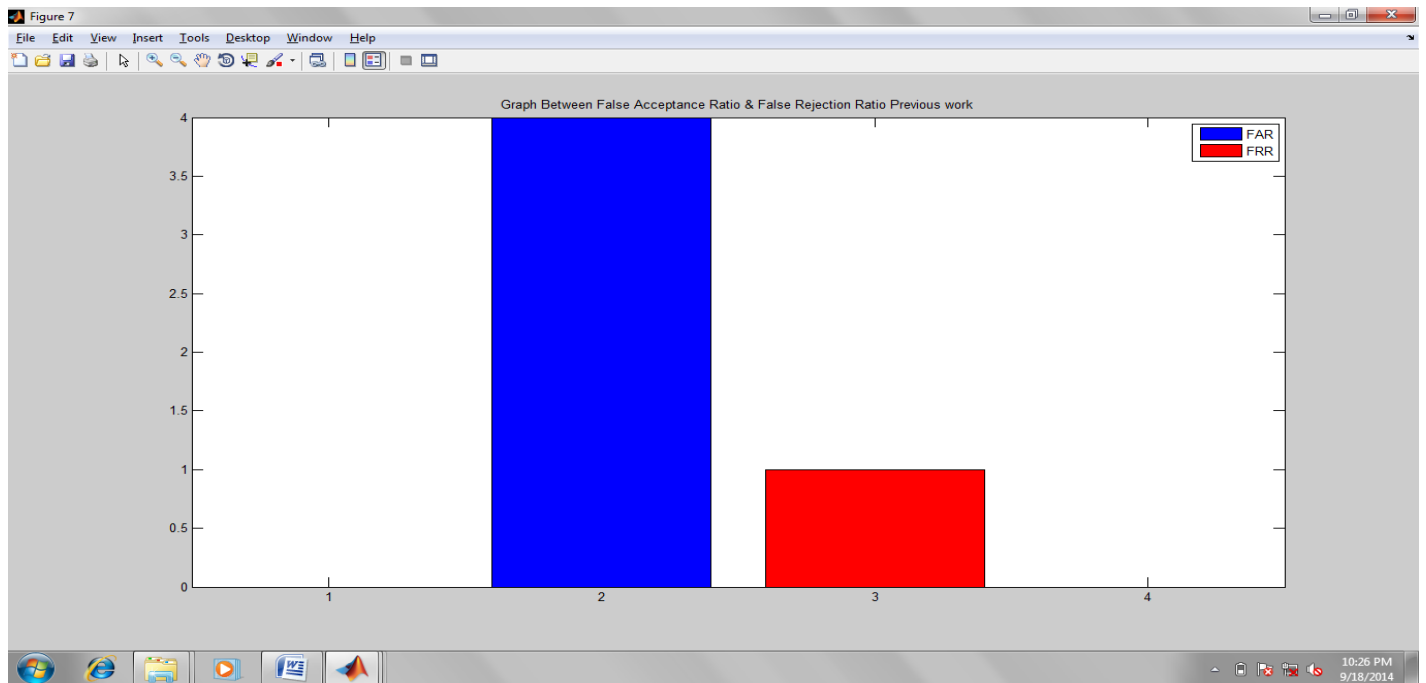 Figure 7
File Edit View Insert Tools Desktop Window Help
Graph Between False Acceptance Ratio & False Rejection Ratio Previous work
FAR
FRR
4
3.5
3
2.5
2
1.5
1
0.5
0
1 2 3 4
10:26 PM
9/18/2014